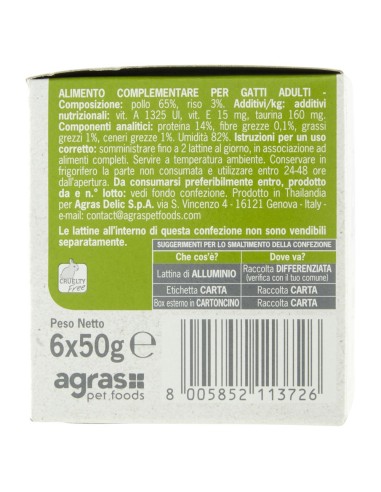 ALIMENTO COMPLEMENTARE PER GATTI ADULTI -
Composizione: pollo 65%, riso 3%. Additivi/kg: additivi
nutrizionali: vit. A 1325 UI, vit. E 15 mg, taurina 160 mg.
Componenti analitici: proteina 14%, fibre grezze 0,1%, grassi
grezzi 1%, ceneri grezze 1%, Umidità 82%. Istruzioni per un uso
corretto: somministrare fino a 2 lattine al giorno, in associazione ad
alimenti completi. Servire a temperatura ambiente. Conservare in
frigorifero la parte non consumata e utilizzare entro 24-48 ore
dall'apertura. Da consumarsi preferibilmente entro, prodotto da
e n. lotto: vedi fondo confezione. Prodotto in Thailandia
per Agras Delic S.p.A. via S. Vincenzo 4 - 16121 Genova - Italy -
e-mail: contact@agraspetfoods.com
Le lattine all'interno di questa confezione non sono vendibili
separatamente.
SUGGERIMENTI PER LO SMALTIMENTO DELLA CONFEZIONE
Che cos'è? Dove va?
Lattina di ALLUMINIO Raccolta DIFFERENZIATA
(verifica con il tuo comune)
Etichetta CARTA Raccolta CARTA
Box esterno in CARTONCINO Raccolta CARTA
CRUELTY
Free
Peso Netto
6x50g e
agras
pet.foods
8 005852 113726